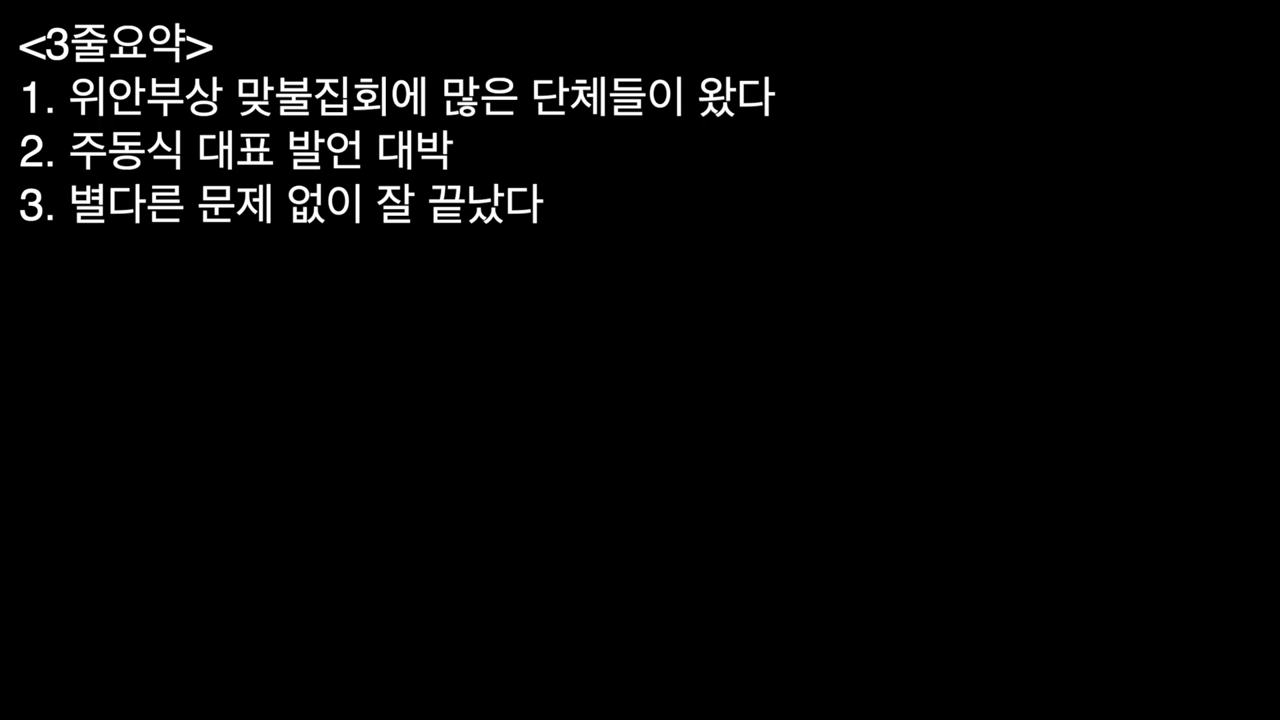 <3줄요약>
1. 위안부상 맞불집회에 많은 단체들이 왔다
2. 주동식 대표 발언 대박
3. 별다른 문제 없이 잘 끝났다